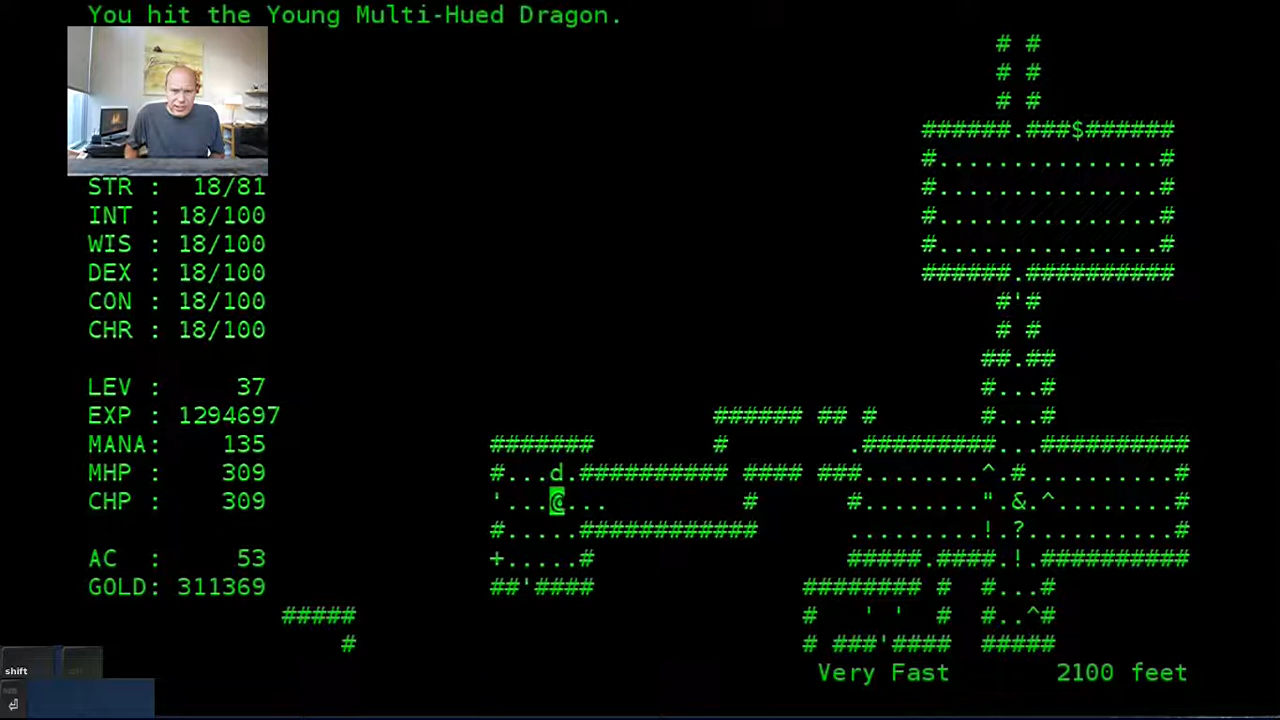 You hit the Young Multi-Hued Dragon.
# #
# #
# #
######.###$######
#...............#
STR : 18/81 #...............#
INT : 18/100 #...............#
WIS : 18/100 #...............#
DEX : 18/100 ######.##########
CON : 18/100 #'#
CHR : 18/100 # #
##.##
LEV : 37 #...#
EXP : 1294697 ###### ## # #...#
MANA: 135 ####### # .#########...##########
MHP : 309 #...d.########## #### ###........^.#..........#
CHP : 309 '...@... # #........".&.^.........#
#.....############ .........!.?..........#
AC : 53 +.....# #####.####.!.##########
GOLD: 311369 ##'#### ######## # #...#
##### # ' ' # #..^#
# # ###'#### #####
shift
Very Fast 2100 feet